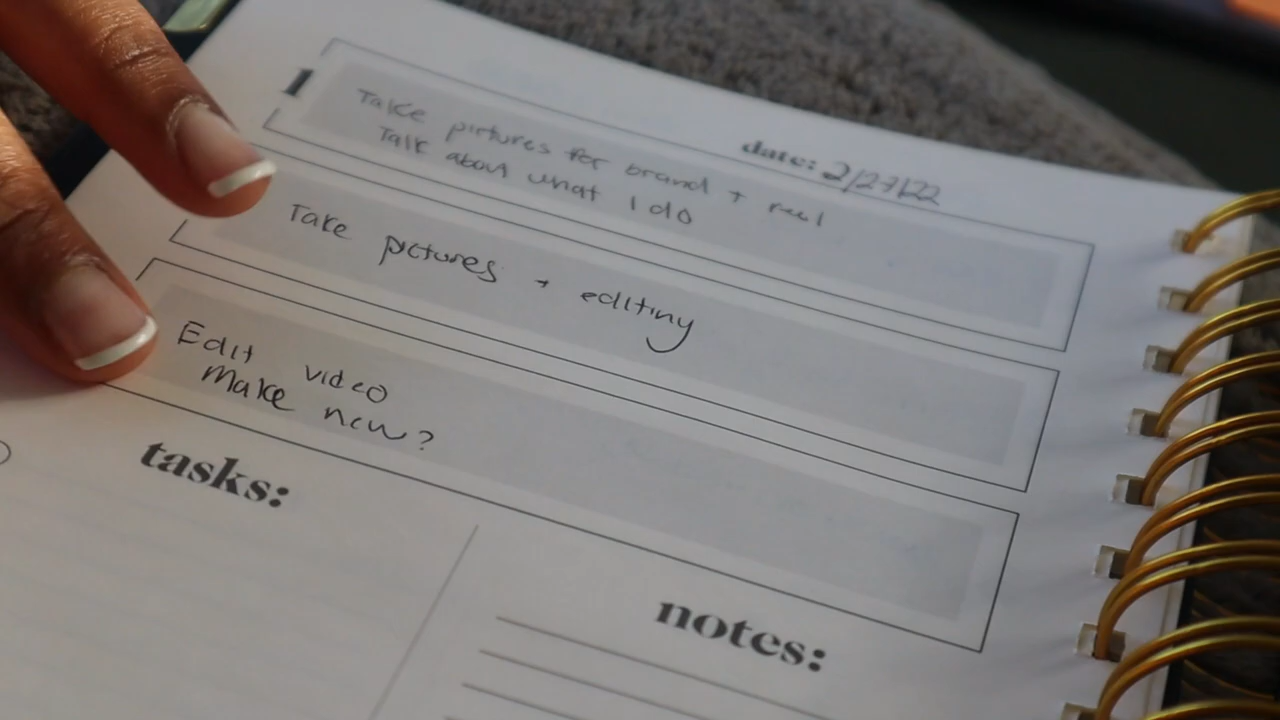 date: 2/27/22
1
Take pictures for brand + reel
Talk about what I do
Take pictures + editing
Edit video
Make new?
tasks:
notes: